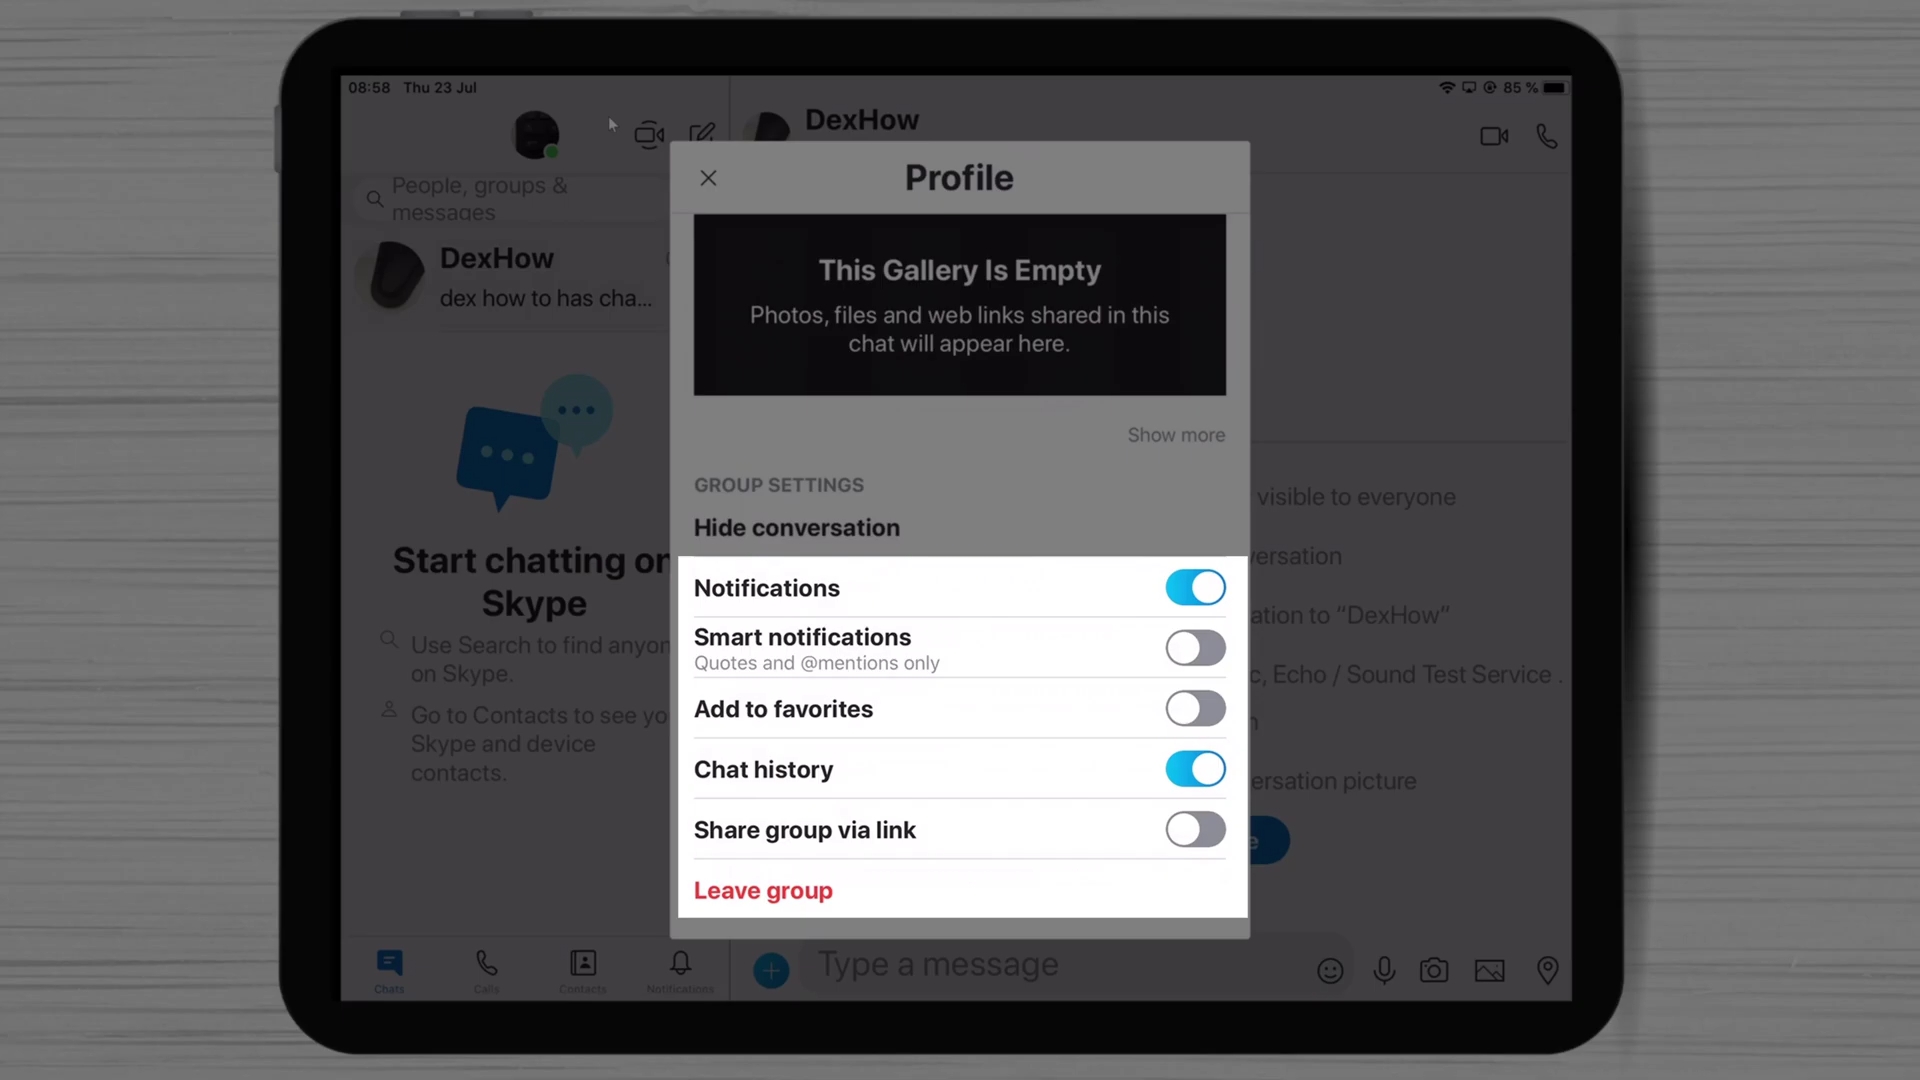 08:58 Thu 23 Jul
85 %
People, groups &
messages
DexHow
dex how to has cha...
Start chatting on
Skype
Use Search to find anyon
on Skype.
Go to Contacts to see yo
Skype and device
contacts.
Chats
Calls
Contacts
Notifications
DexHow
Profile
This Gallery Is Empty
Photos, files and web links shared in this
chat will appear here.
Show more
GROUP SETTINGS
Hide conversation
Notifications
Smart notifications
Quotes and @mentions only
Add to favorites
Chat history
Share group via link
Leave group
visible to everyone
ersation
ation to “DexHow”
c, Echo / Sound Test Service .
ersation picture
e
Type a message